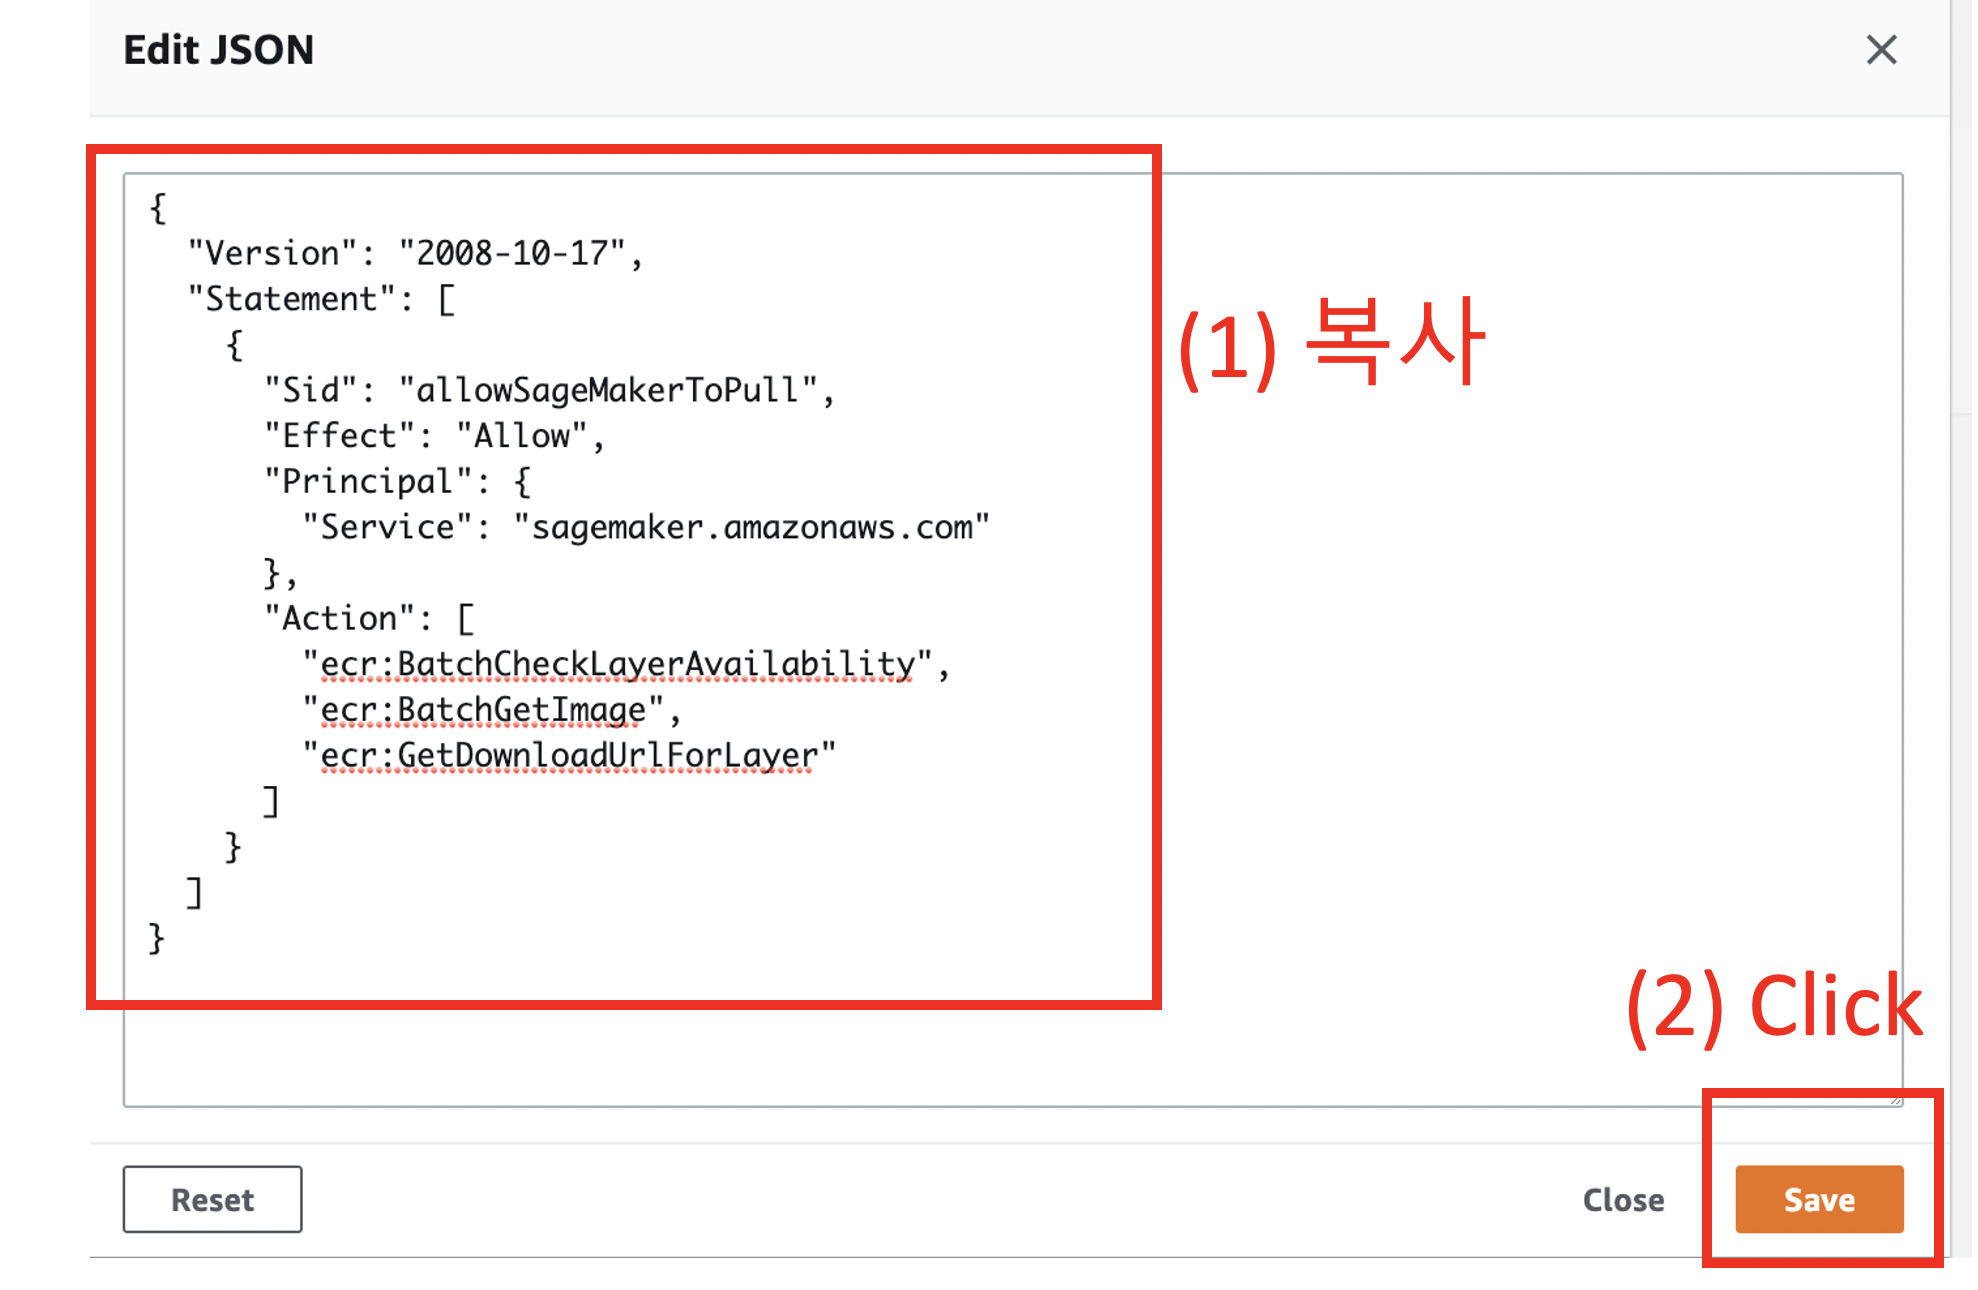 Edit JSON
{
  "Version": "2008-10-17",
  "Statement": [
    {
      "Sid": "allowSageMakerToPull",
      "Effect": "Allow",
      "Principal": {
        "Service": "sagemaker.amazonaws.com"
      },
      "Action": [
        "ecr:BatchCheckLayerAvailability",
        "ecr:BatchGetImage",
        "ecr:GetDownloadUrlForLayer"
      ]
    }
  ]
}
(1) 복사
(2) Click
Reset
Close
Save